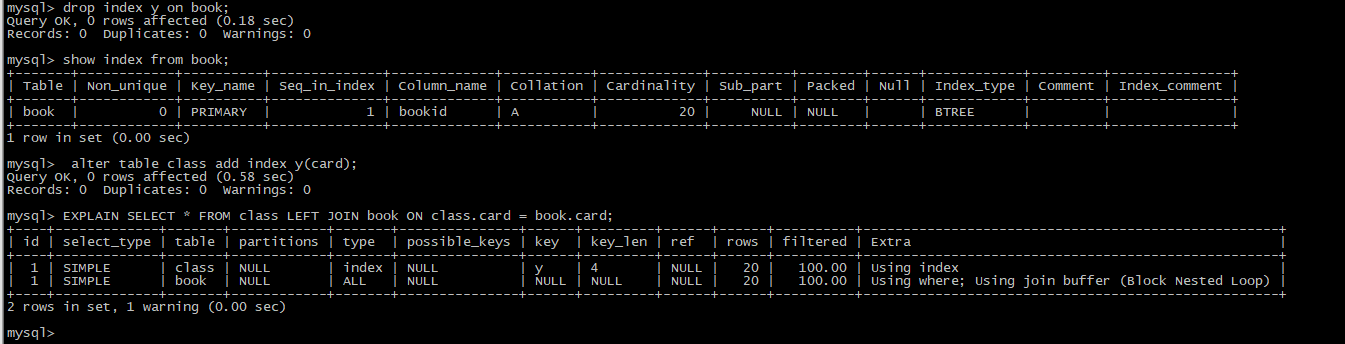 mysql> drop index y on book;
Query OK, 0 rows affected (0.18 sec)
Records: 0  Duplicates: 0  Warnings: 0

mysql> show index from book;
+-------+------------+----------+--------------+-------------+-----------+-------------+----------+--------+------+------------+---------+---------------+
| Table | Non_unique | Key_name | Seq_in_index | Column_name | Collation | Cardinality | Sub_part | Packed | Null | Index_type | Comment | Index_comment |
+-------+------------+----------+--------------+-------------+-----------+-------------+----------+--------+------+------------+---------+---------------+
| book  |          0 | PRIMARY  |            1 | bookid      | A         |          20 |     NULL | NULL   |      | BTREE      |         |               |
+-------+------------+----------+--------------+-------------+-----------+-------------+----------+--------+------+------------+---------+---------------+
1 row in set (0.00 sec)

mysql>  alter table class add index y(card);
Query OK, 0 rows affected (0.58 sec)
Records: 0  Duplicates: 0  Warnings: 0

mysql> EXPLAIN SELECT * FROM class LEFT JOIN book ON class.card = book.card;
+----+-------------+-------+------------+-------+---------------+------+---------+------+------+----------+----------------------------------------------------+
| id | select_type | table | partitions | type  | possible_keys | key  | key_len | ref  | rows | filtered | Extra                                              |
+----+-------------+-------+------------+-------+---------------+------+---------+------+------+----------+----------------------------------------------------+
|  1 | SIMPLE      | class | NULL       | index | NULL          | y    | 4       | NULL |   20 |   100.00 | Using index                                        |
|  1 | SIMPLE      | book  | NULL       | ALL   | NULL          | NULL | NULL    | NULL |   20 |   100.00 | Using where; Using join buffer (Block Nested Loop) |
+----+-------------+-------+------------+-------+---------------+------+---------+------+------+----------+----------------------------------------------------+
2 rows in set, 1 warning (0.00 sec)

mysql>